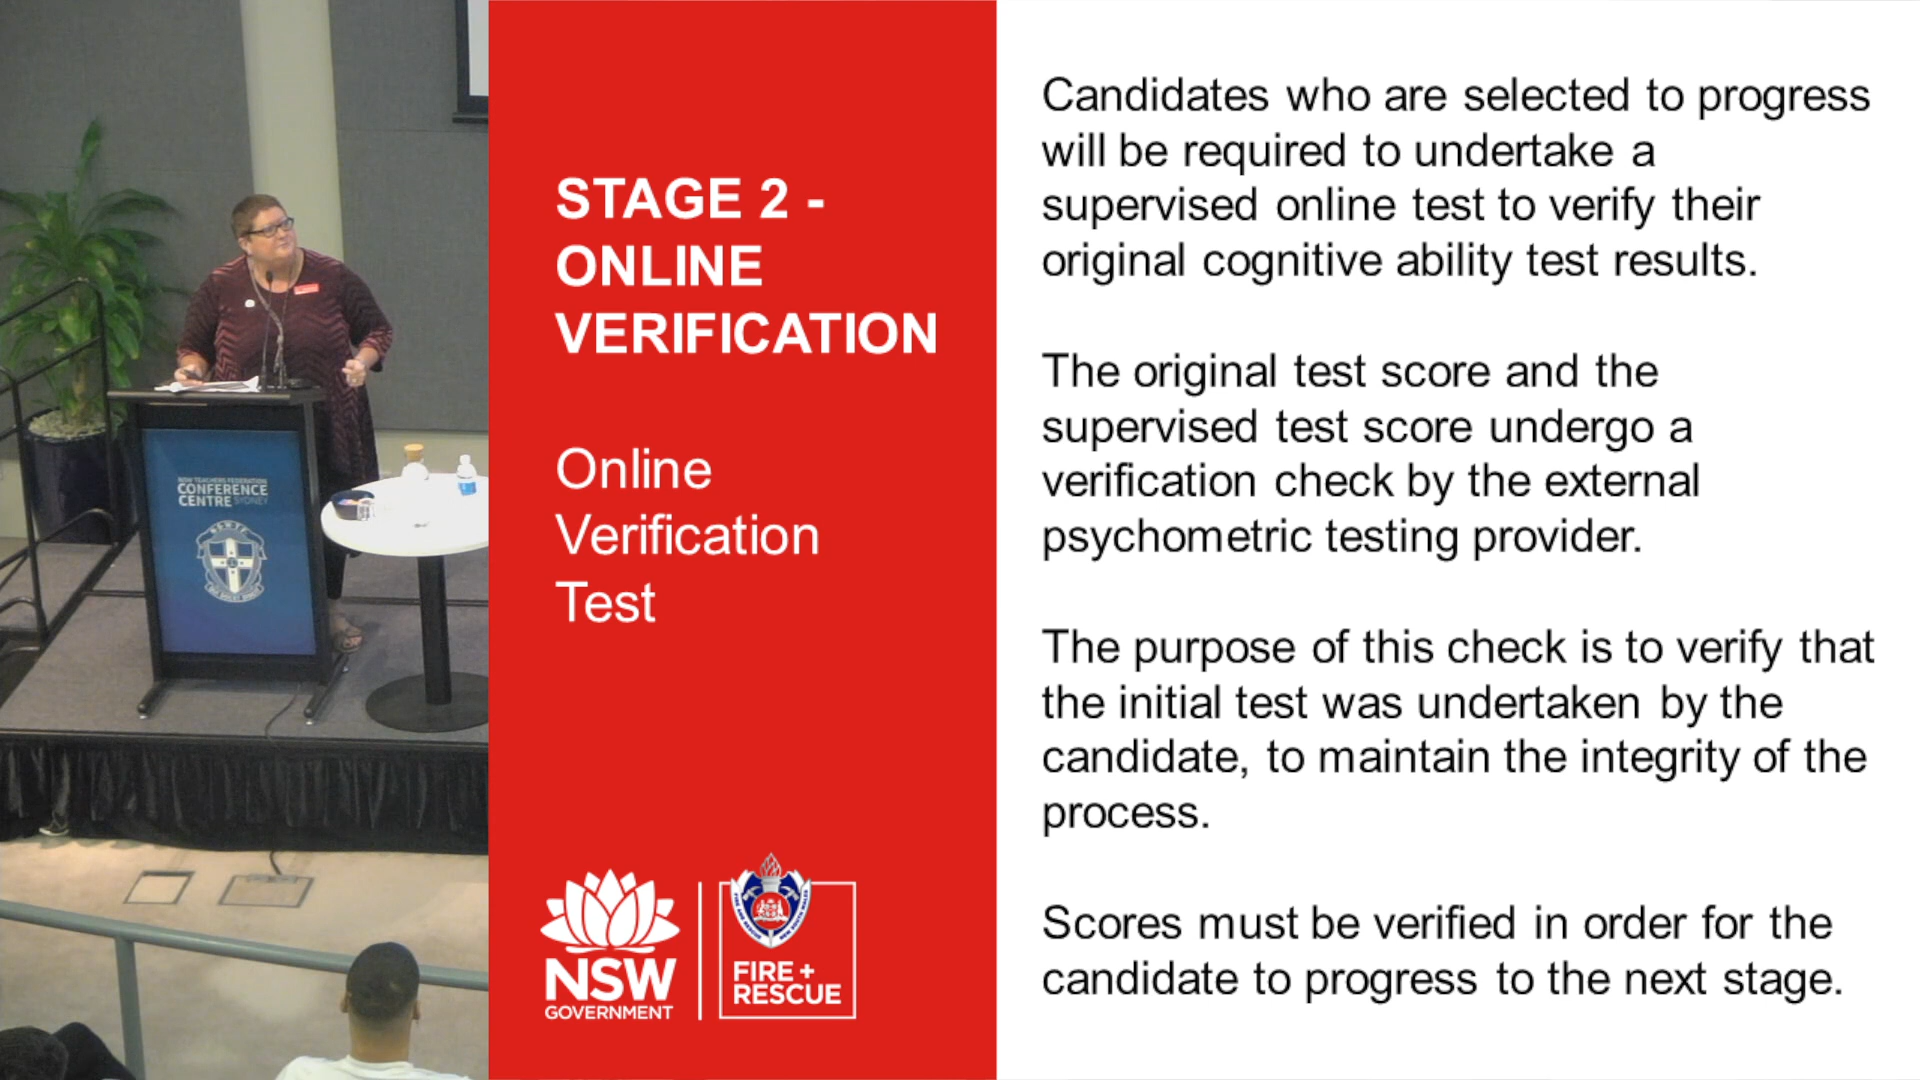 NSW TEACHERS FEDERATION
CONFERENCE
CENTRE SYDNEY
STAGE 2 -
ONLINE
VERIFICATION
Online
Verification
Test
NSW
GOVERNMENT
FIRE +
RESCUE
Candidates who are selected to progress
will be required to undertake a
supervised online test to verify their
original cognitive ability test results.
The original test score and the
supervised test score undergo a
verification check by the external
psychometric testing provider.
The purpose of this check is to verify that
the initial test was undertaken by the
candidate, to maintain the integrity of the
process.
Scores must be verified in order for the
candidate to progress to the next stage.